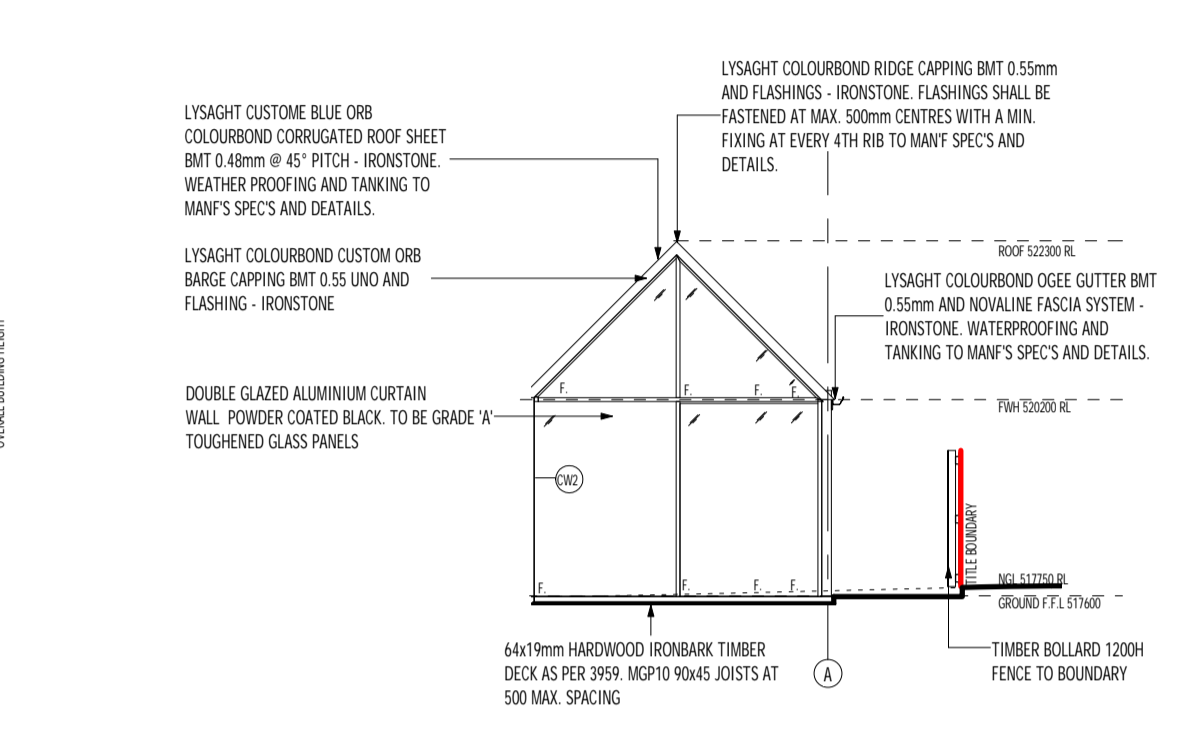 LYSAGHT COLOURBOND RIDGE CAPPING BMT 0.55mm
AND FLASHINGS - IRONSTONE. FLASHINGS SHALL BE
FASTENED AT MAX. 500mm CENTRES WITH A MIN.
FIXING AT EVERY 4TH RIB TO MAN'F SPEC'S AND
DETAILS.
LYSAGHT CUSTOME BLUE ORB
COLOURBOND CORRUGATED ROOF SHEET
BMT 0.48mm @ 45° PITCH - IRONSTONE.
WEATHER PROOFING AND TANKING TO
MANF'S SPEC'S AND DEATAILS.
LYSAGHT COLOURBOND CUSTOM ORB
BARGE CAPPING BMT 0.55 UNO AND
FLASHING - IRONSTONE
ROOF 522300 RL
LYSAGHT COLOURBOND OGEE GUTTER BMT
0.55mm AND NOVALINE FASCIA SYSTEM -
IRONSTONE. WATERPROOFING AND
TANKING TO MANF'S SPEC'S AND DETAILS.
OVERALL BUILDING HEIGHT
DOUBLE GLAZED ALUMINIUM CURTAIN
WALL POWDER COATED BLACK. TO BE GRADE 'A'
TOUGHENED GLASS PANELS
F. F. F. F.
FWH 520200 RL
CW2
TITLE BOUNDARY
F. F. F. F.
NGL 517750 RL
GROUND F.F.L 517600
64x19mm HARDWOOD IRONBARK TIMBER
DECK AS PER 3959. MGP10 90x45 JOISTS AT
500 MAX. SPACING
A
TIMBER BOLLARD 1200H
FENCE TO BOUNDARY